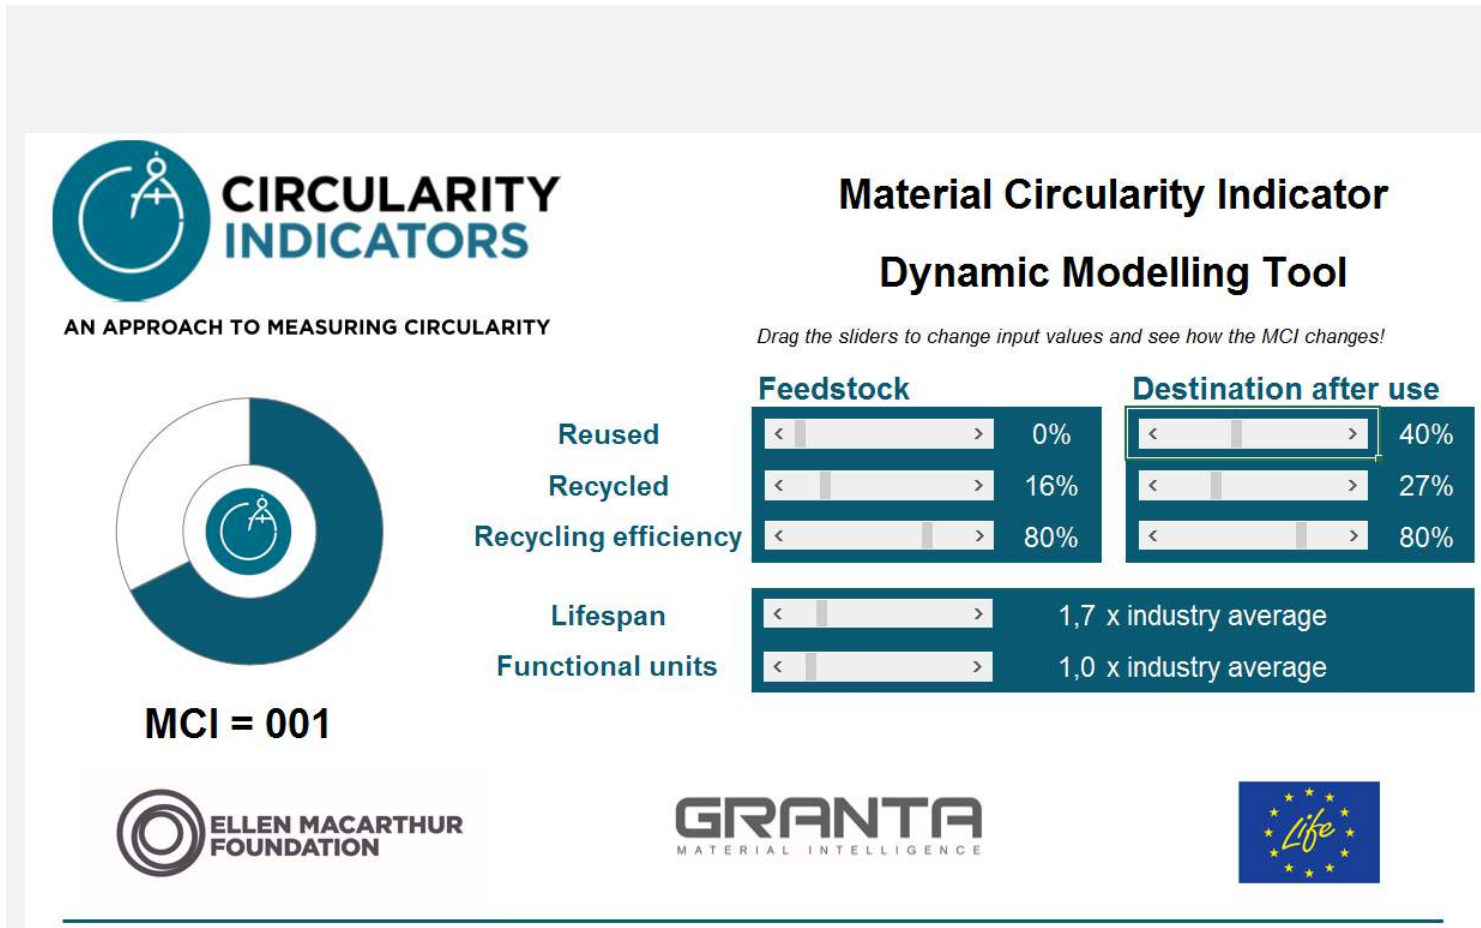 CIRCULARITY
INDICATORS
AN APPROACH TO MEASURING CIRCULARITY
Material Circularity Indicator
Dynamic Modelling Tool
Drag the sliders to change input values and see how the MCI changes!
Feedstock Destination after use
Reused 0% 40%
Recycled 16% 27%
Recycling efficiency 80% 80%
Lifespan 1,7 x industry average
Functional units 1,0 x industry average
MCI = 001
ELLEN MACARTHUR
FOUNDATION
GRANTA
MATERIAL INTELLIGENCE
Life